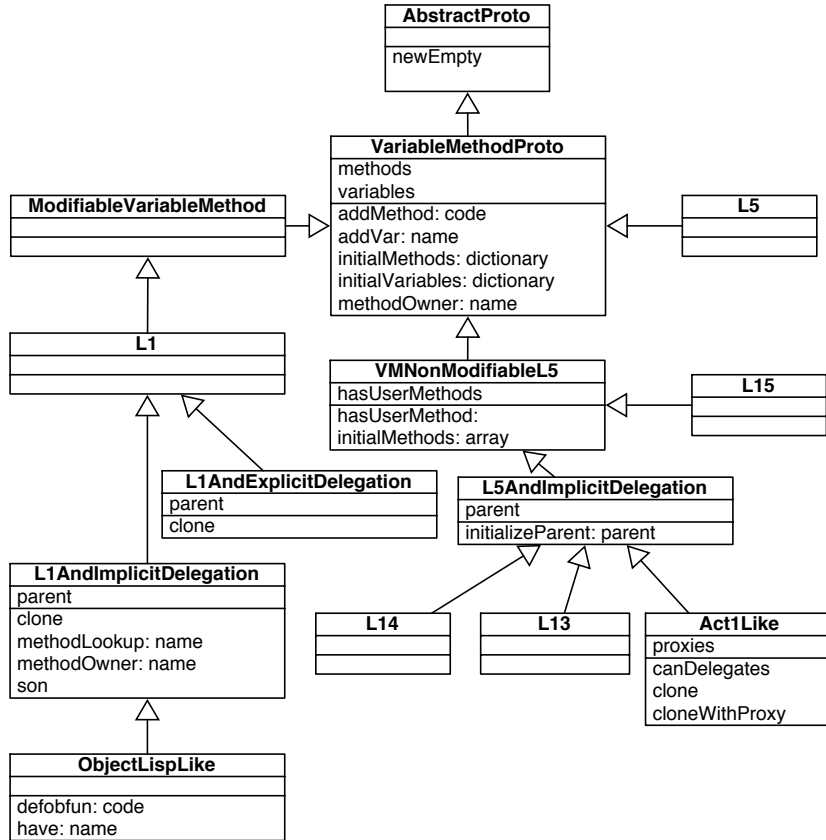 AbstractProto
newEmpty
VariableMethodProto
methods
variables
addMethod: code
addVar: name
initialMethods: dictionary
initialVariables: dictionary
methodOwner: name
ModifiableVariableMethod
L5
L1
VMNonModifiableL5
hasUserMethods
hasUserMethod:
initialMethods: array
L15
L1AndExplicitDelegation
parent
clone
L5AndImplicitDelegation
parent
initializeParent: parent
L1AndImplicitDelegation
parent
clone
methodLookup: name
methodOwner: name
son
L14
L13
Act1Like
proxies
canDelegates
clone
cloneWithProxy
ObjectLispLike
defobfun: code
have: name